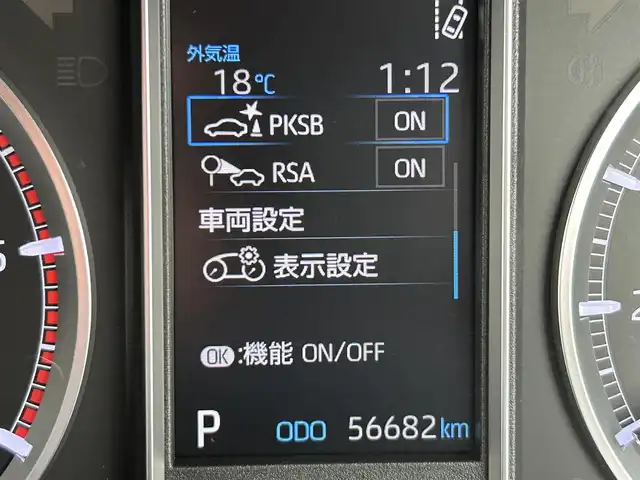 外気温
18℃ 1:12
PKSB ON
RSA ON
車両設定
表示設定
OK:機能 ON/OFF
P ODO 56682km